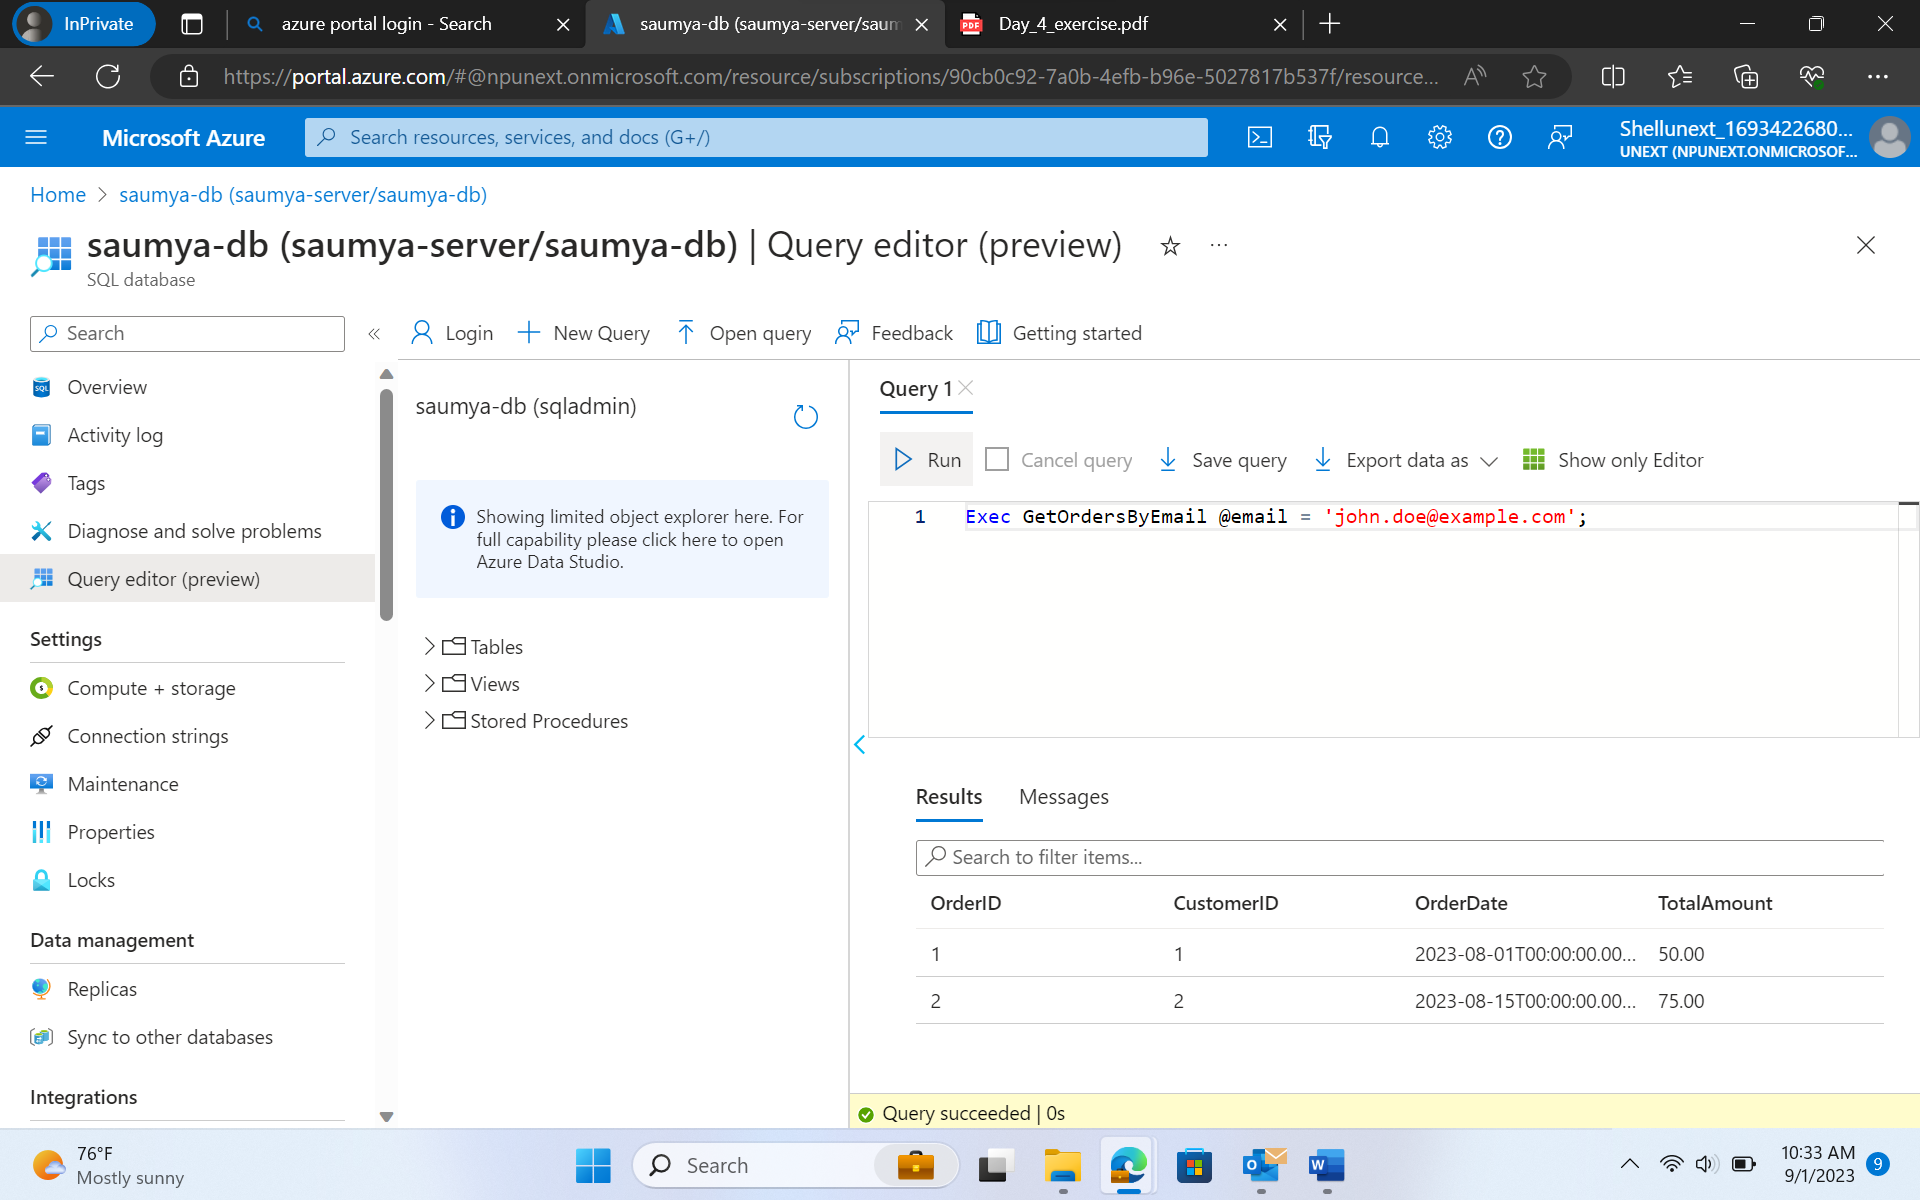 InPrivate
azure portal login - Search
saumya-db (saumya-server/saum
PDF
Day_4_exercise.pdf
https://portal.azure.com/#@npunext.onmicrosoft.com/resource/subscriptions/90cb0c92-7a0b-4efb-b96e-5027817b537f/resource...
Microsoft Azure
Search resources, services, and docs (G+/)
Shellunext_1693422680...
UNEXT (NPUNEXT.ONMICROSOF...
Home > saumya-db (saumya-server/saumya-db)
saumya-db (saumya-server/saumya-db) | Query editor (preview)
SQL database
Search
Overview
Activity log
Tags
Diagnose and solve problems
Query editor (preview)
Settings
Compute + storage
Connection strings
Maintenance
Properties
Locks
Data management
Replicas
Sync to other databases
Integrations
Login
New Query
Open query
Feedback
Getting started
saumya-db (sqladmin)
Showing limited object explorer here. For
full capability please click here to open
Azure Data Studio.
Tables
Views
Stored Procedures
Query 1
Run
Cancel query
Save query
Export data as
Show only Editor
1 Exec GetOrdersByEmail @email = 'john.doe@example.com';
Results
Messages
Search to filter items...
OrderID CustomerID OrderDate TotalAmount
1 1 2023-08-01T00:00:00.00... 50.00
2 2 2023-08-15T00:00:00.00... 75.00
Query succeeded | 0s
76°F
Mostly sunny
Search
10:33 AM
9/1/2023
9